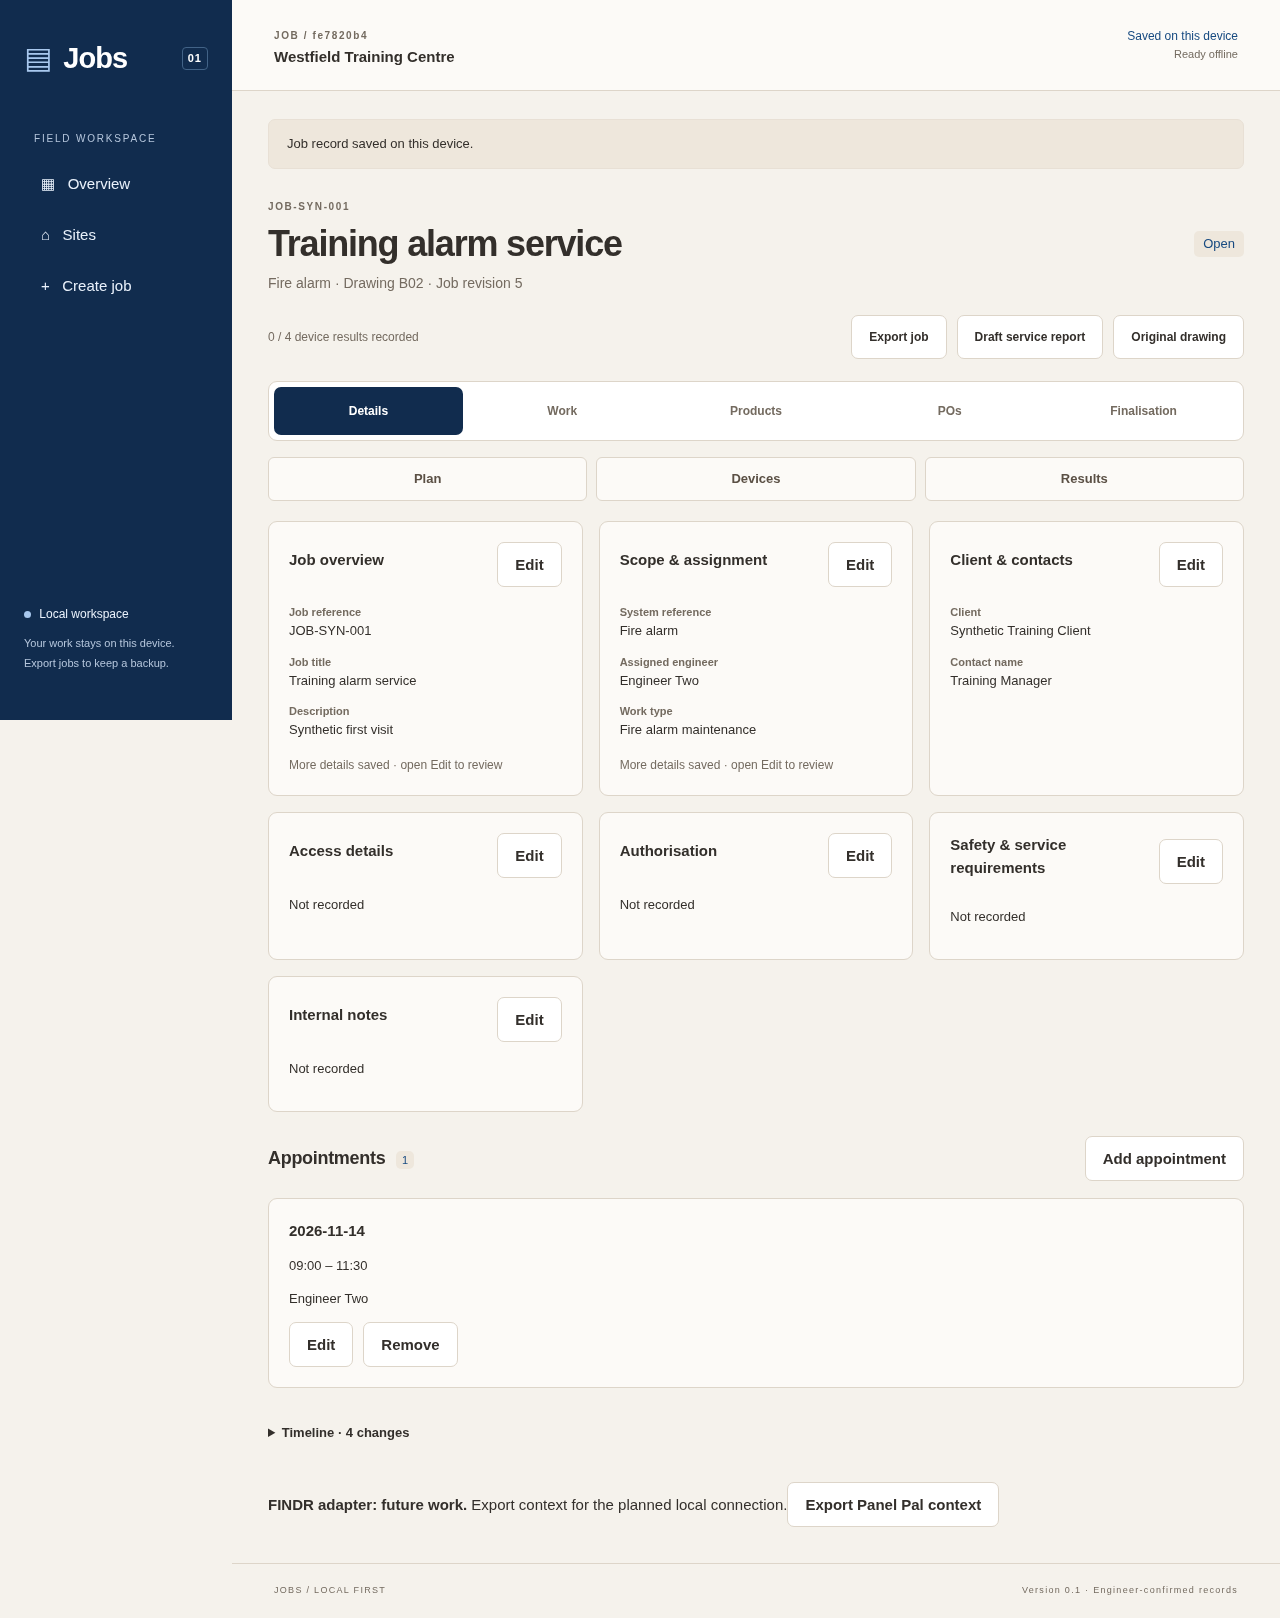 Jobs
01
FIELD WORKSPACE
Overview
Sites
+ Create job
Local workspace
Your work stays on this device.
Export jobs to keep a backup.
JOB / fe7820b4
Westfield Training Centre
Saved on this device
Ready offline
Job record saved on this device.
JOB-SYN-001
Training alarm service
Open
Fire alarm · Drawing B02 · Job revision 5
0 / 4 device results recorded
Export job
Draft service report
Original drawing
Details
Work
Products
POs
Finalisation
Plan
Devices
Results
Job overview
Edit
Job reference
JOB-SYN-001
Job title
Training alarm service
Description
Synthetic first visit
More details saved · open Edit to review
Scope & assignment
Edit
System reference
Fire alarm
Assigned engineer
Engineer Two
Work type
Fire alarm maintenance
More details saved · open Edit to review
Client & contacts
Edit
Client
Synthetic Training Client
Contact name
Training Manager
Access details
Edit
Not recorded
Authorisation
Edit
Not recorded
Safety & service
requirements
Edit
Not recorded
Internal notes
Edit
Not recorded
Appointments 1
Add appointment
2026-11-14
09:00 – 11:30
Engineer Two
Edit
Remove
Timeline · 4 changes
FINDR adapter: future work. Export context for the planned local connection.
Export Panel Pal context
JOBS / LOCAL FIRST
Version 0.1 · Engineer-confirmed records